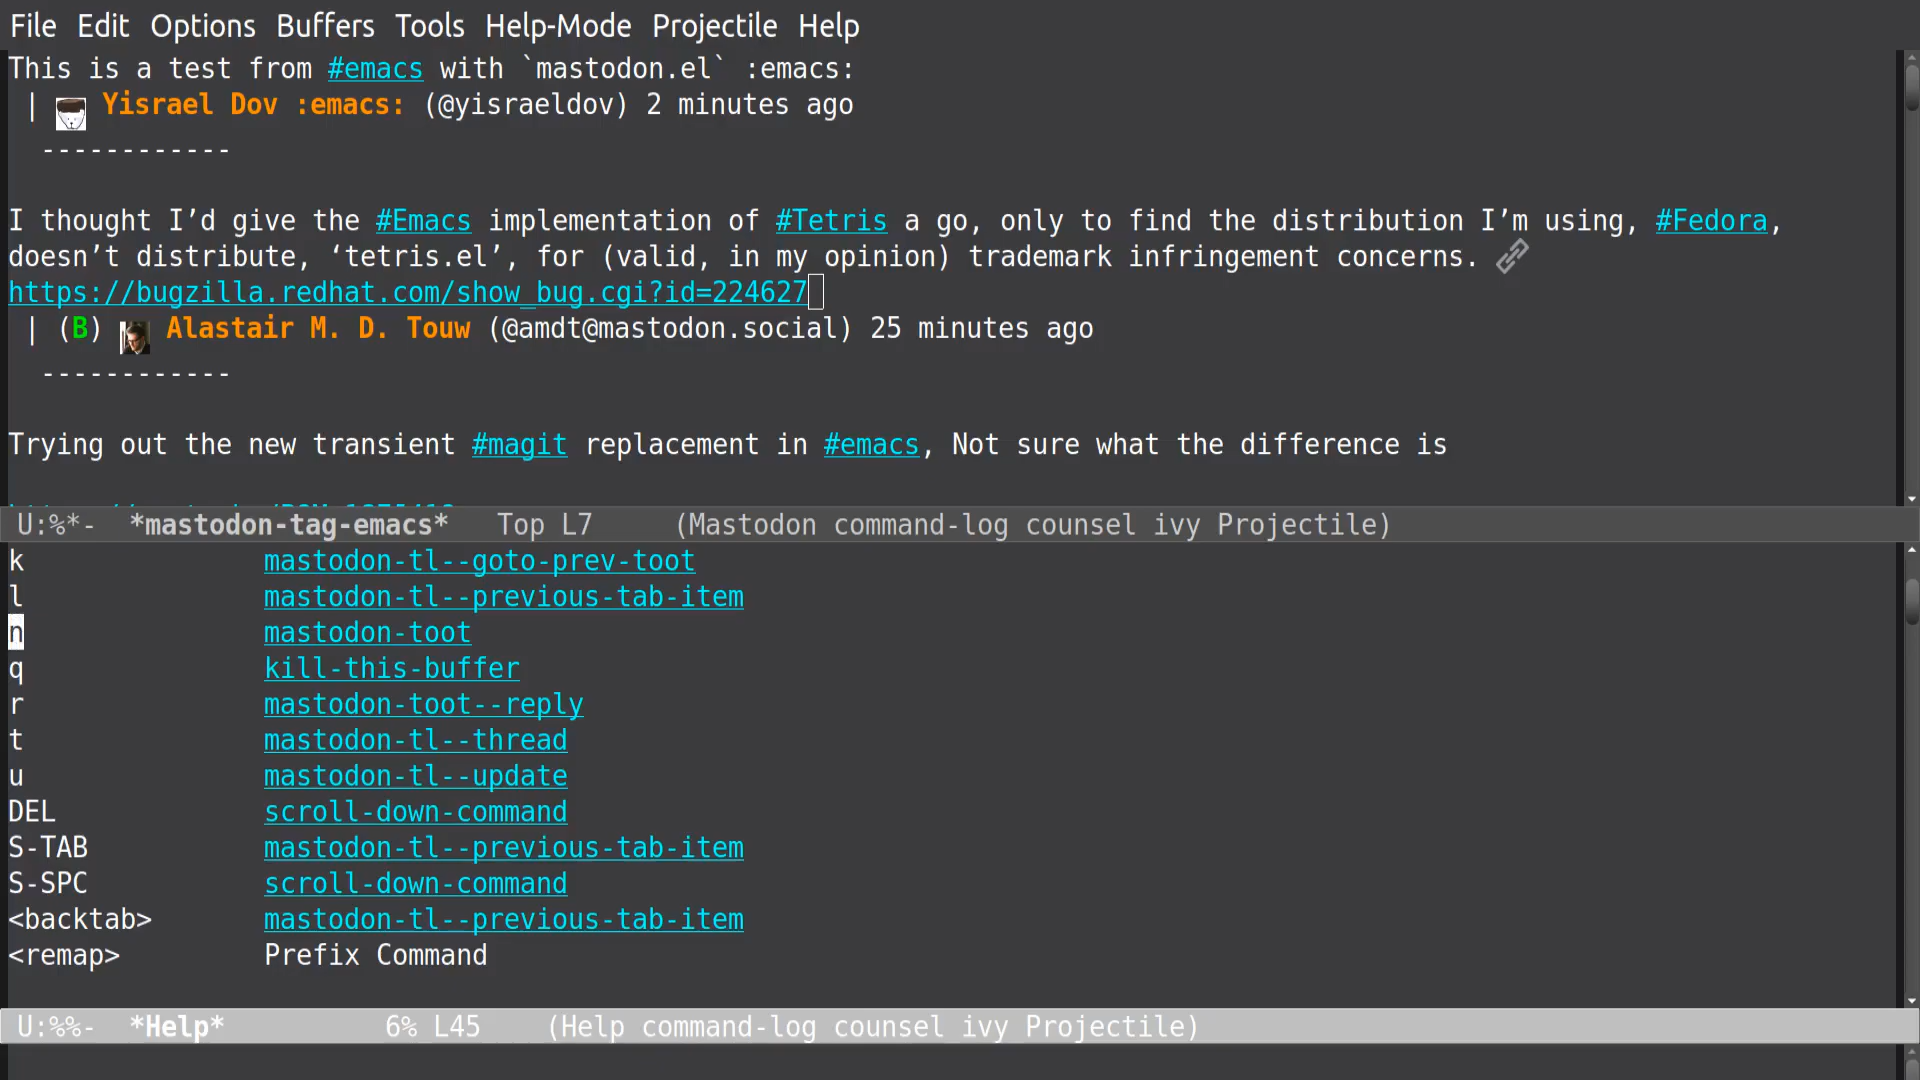 File Edit Options Buffers Tools Help-Mode Projectile Help
This is a test from #emacs with `mastodon.el` :emacs:
| Yisrael Dov :emacs: (@yisraeldov) 2 minutes ago
------------
I thought I’d give the #Emacs implementation of #Tetris a go, only to find the distribution I’m using, #Fedora,
doesn’t distribute, ‘tetris.el’, for (valid, in my opinion) trademark infringement concerns.
https://bugzilla.redhat.com/show_bug.cgi?id=224627
| (B) Alastair M. D. Touw (@amdt@mastodon.social) 25 minutes ago
------------
Trying out the new transient #magit replacement in #emacs, Not sure what the difference is
U:%*- *mastodon-tag-emacs* Top L7 (Mastodon command-log counsel ivy Projectile)
k mastodon-tl--goto-prev-toot
l mastodon-tl--previous-tab-item
n mastodon-toot
q kill-this-buffer
r mastodon-toot--reply
t mastodon-tl--thread
u mastodon-tl--update
DEL scroll-down-command
S-TAB mastodon-tl--previous-tab-item
S-SPC scroll-down-command
<backtab> mastodon-tl--previous-tab-item
<remap> Prefix Command
U:%%- *Help* 6% L45 (Help command-log counsel ivy Projectile)